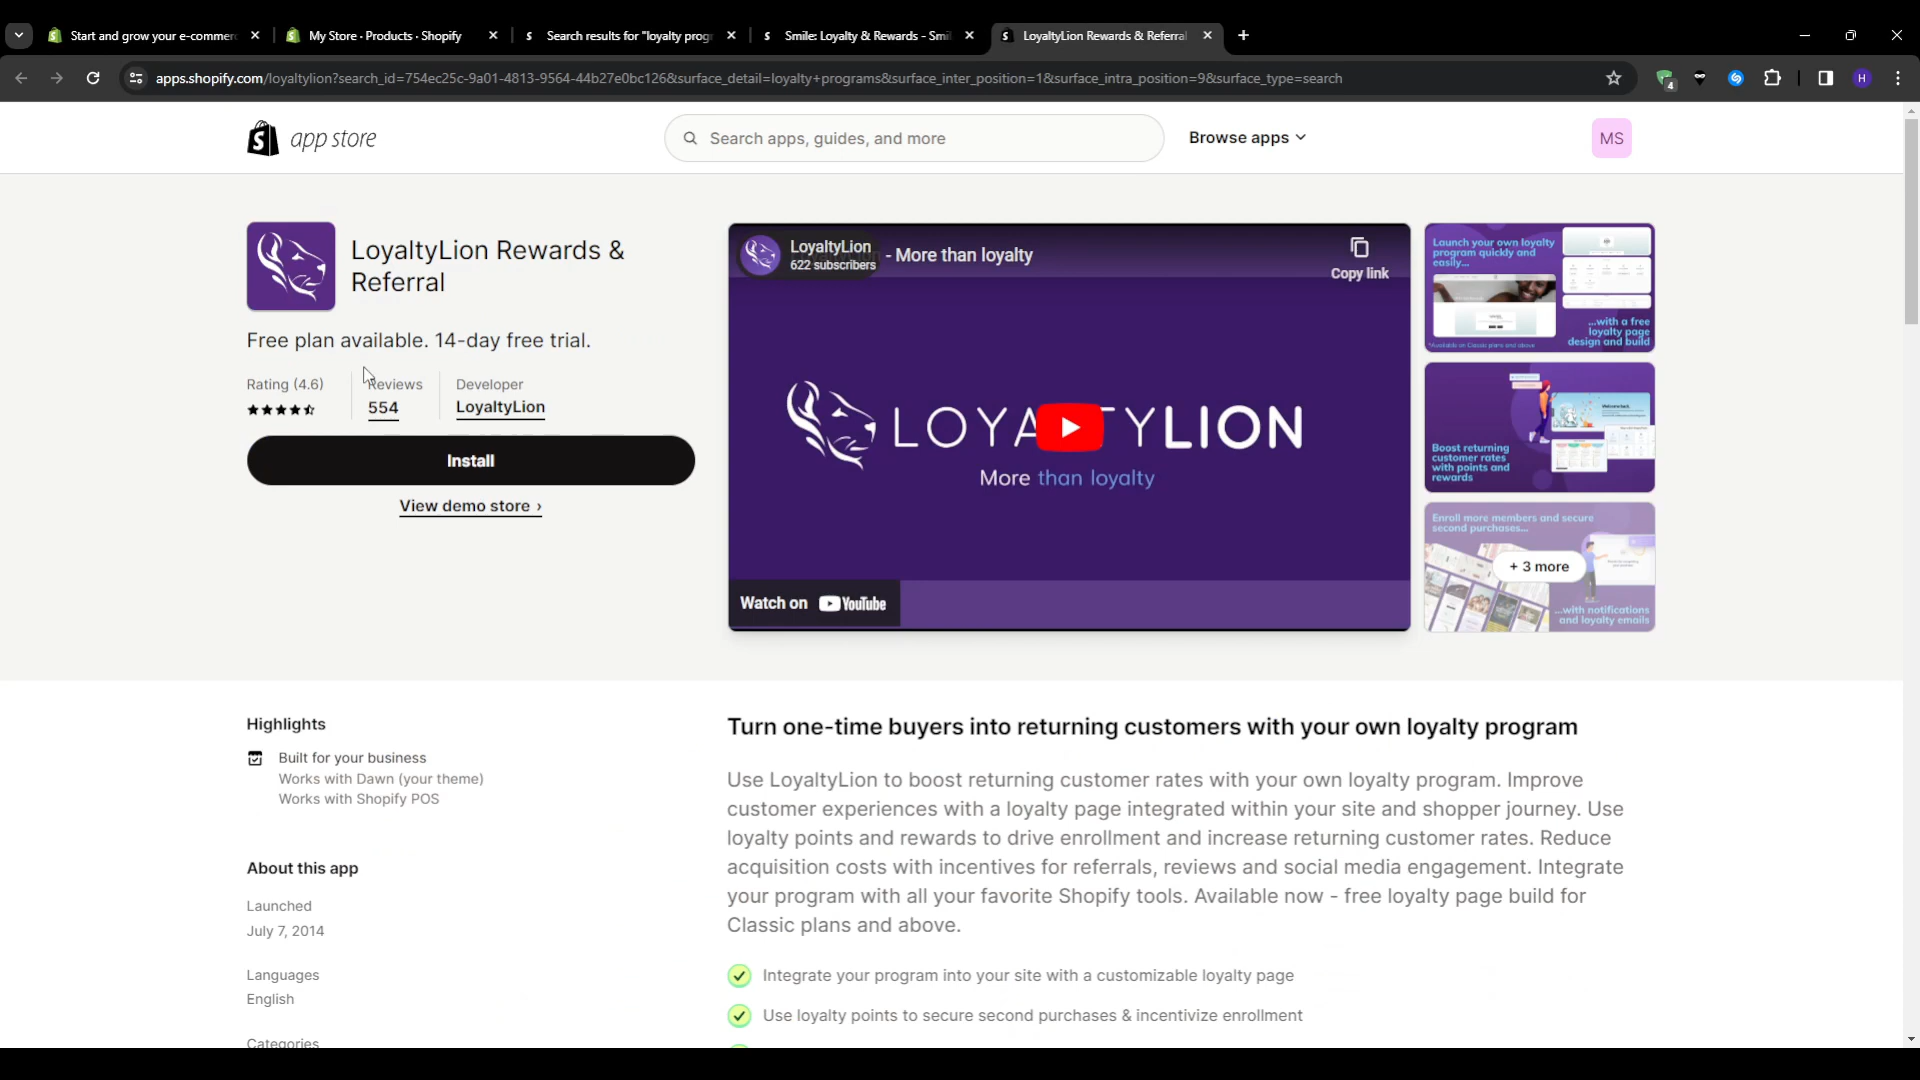 Start and grow your e-commerc
My Store · Products · Shopify
Search results for "loyalty prog
Smile: Loyalty & Rewards - Smi
LoyaltyLion Rewards & Referral
apps.shopify.com/loyaltylion?search_id=754ec25c-9a01-4813-9564-44b27e0bc126&surface_detail=loyalty+programs&surface_inter_position=1&surface_intra_position=9&surface_type=search
4
H
app store
Search apps, guides, and more
Browse apps
MS
LoyaltyLion Rewards &
Referral
Free plan available. 14-day free trial.
Rating (4.6)
Reviews
554
Developer
LoyaltyLion
Install
View demo store ›
LoyaltyLion
622 subscribers
- More than loyalty
Copy link
LOYA TYLION
More than loyalty
Watch on YouTube
Launch your own loyalty
program quickly and
easily...
...with a free
loyalty page
design and build
*Available on Classic plans and above
Welcome back.
Boost returning
customer rates
with points and
rewards
Enroll more members and secure
second purchases...
+ 3 more
...with notifications
and loyalty emails
Highlights
Built for your business
Works with Dawn (your theme)
Works with Shopify POS
About this app
Launched
July 7, 2014
Languages
English
Categories
Turn one-time buyers into returning customers with your own loyalty program
Use LoyaltyLion to boost returning customer rates with your own loyalty program. Improve
customer experiences with a loyalty page integrated within your site and shopper journey. Use
loyalty points and rewards to drive enrollment and increase returning customer rates. Reduce
acquisition costs with incentives for referrals, reviews and social media engagement. Integrate
your program with all your favorite Shopify tools. Available now - free loyalty page build for
Classic plans and above.
Integrate your program into your site with a customizable loyalty page
Use loyalty points to secure second purchases & incentivize enrollment